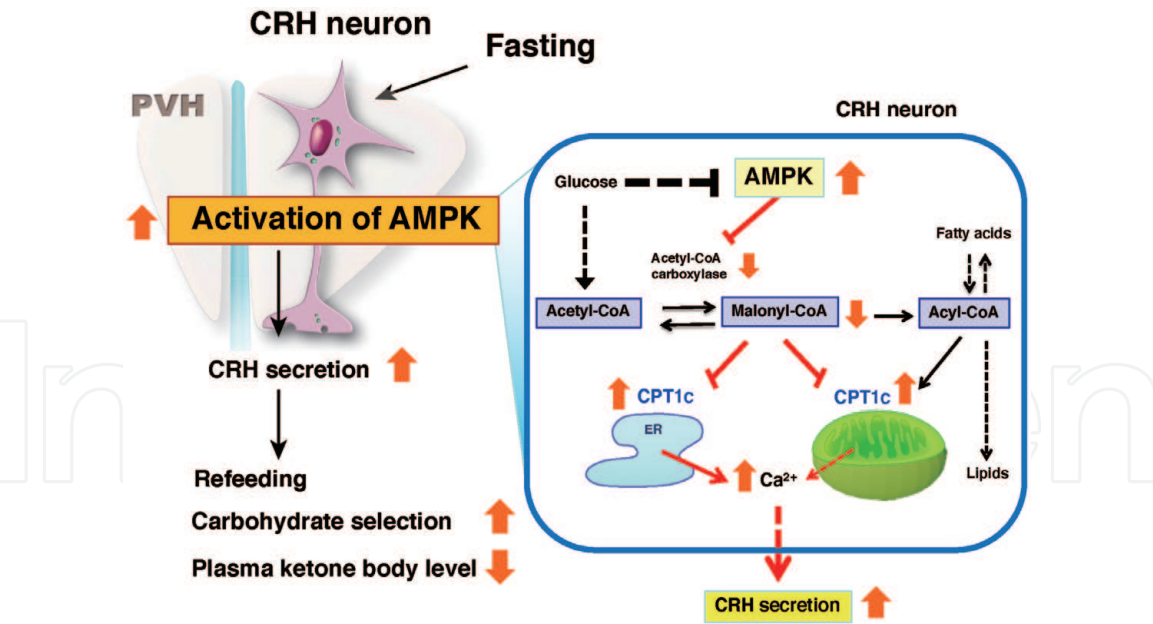 CRH neuron
Fasting
PVH
Activation of AMPK
CRH secretion
Refeeding
Carbohydrate selection
Plasma ketone body level
CRH neuron
Glucose
AMPK
Fatty acids
Acetyl-CoA
carboxylase
Acetyl-CoA
Malonyl-CoA
Acyl-CoA
CPT1c
CPT1c
ER
Ca²⁺
Lipids
CRH secretion